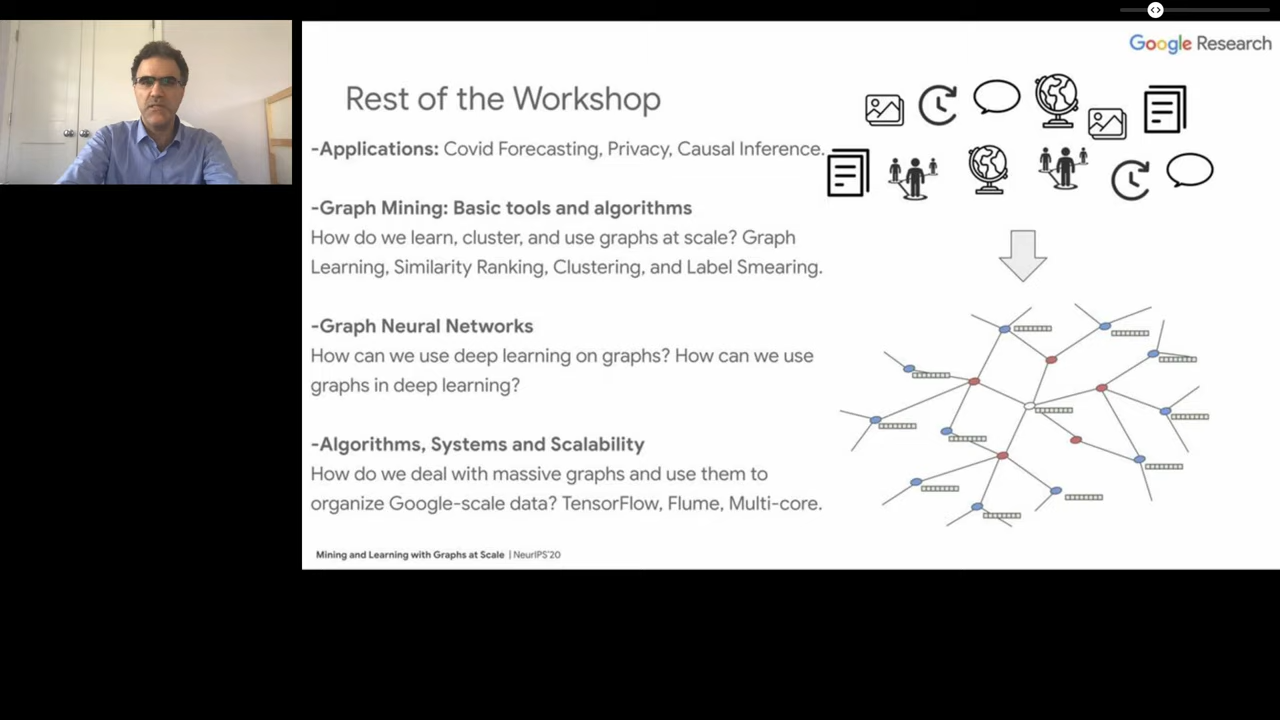 Google Research
Rest of the Workshop
-Applications: Covid Forecasting, Privacy, Causal Inference.
-Graph Mining: Basic tools and algorithms
How do we learn, cluster, and use graphs at scale? Graph
Learning, Similarity Ranking, Clustering, and Label Smearing.
-Graph Neural Networks
How can we use deep learning on graphs? How can we use
graphs in deep learning?
-Algorithms, Systems and Scalability
How do we deal with massive graphs and use them to
organize Google-scale data? TensorFlow, Flume, Multi-core.
Mining and Learning with Graphs at Scale | NeurIPS'20